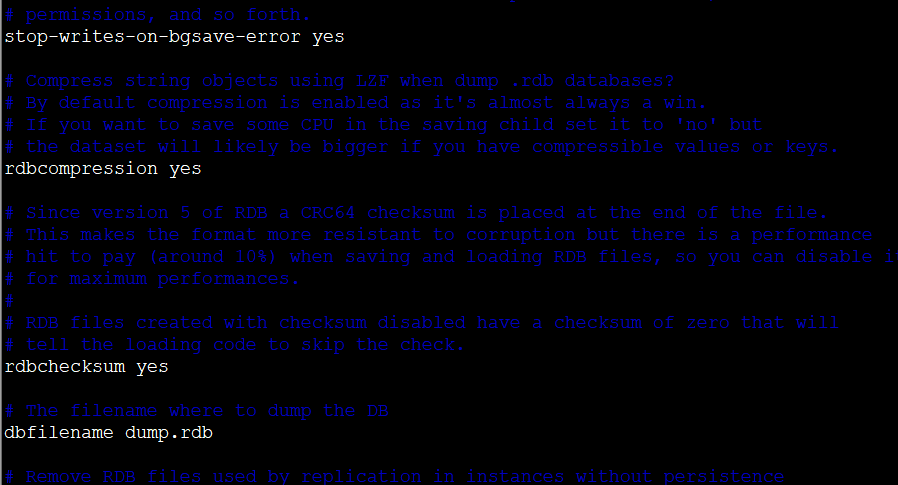 # permissions, and so forth.
stop-writes-on-bgsave-error yes
# Compress string objects using LZF when dump .rdb databases?
# By default compression is enabled as it's almost always a win.
# If you want to save some CPU in the saving child set it to 'no' but
# the dataset will likely be bigger if you have compressible values or keys.
rdbcompression yes
# Since version 5 of RDB a CRC64 checksum is placed at the end of the file.
# This makes the format more resistant to corruption but there is a performance
# hit to pay (around 10%) when saving and loading RDB files, so you can disable it
# for maximum performances.
#
# RDB files created with checksum disabled have a checksum of zero that will
# tell the loading code to skip the check.
rdbchecksum yes
# The filename where to dump the DB
dbfilename dump.rdb
# Remove RDB files used by replication in instances without persistence